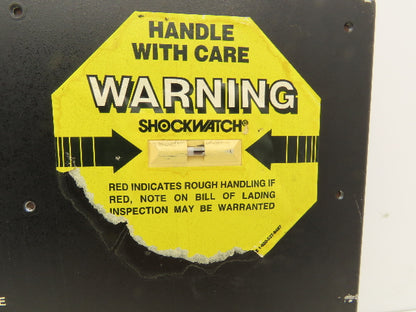 HANDLE
WITH CARE
WARNING
SHOCKWATCH®
RED INDICATES ROUGH HANDLING IF
RED, NOTE ON BILL OF LADING
INSPECTION MAY BE WARRANTED
E